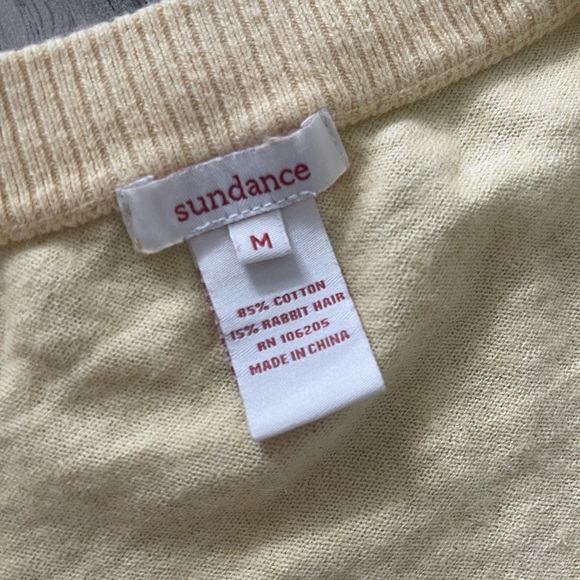 sundance
M
85% COTTON
15% RABBIT HAIR
RN 106205
MADE IN CHINA